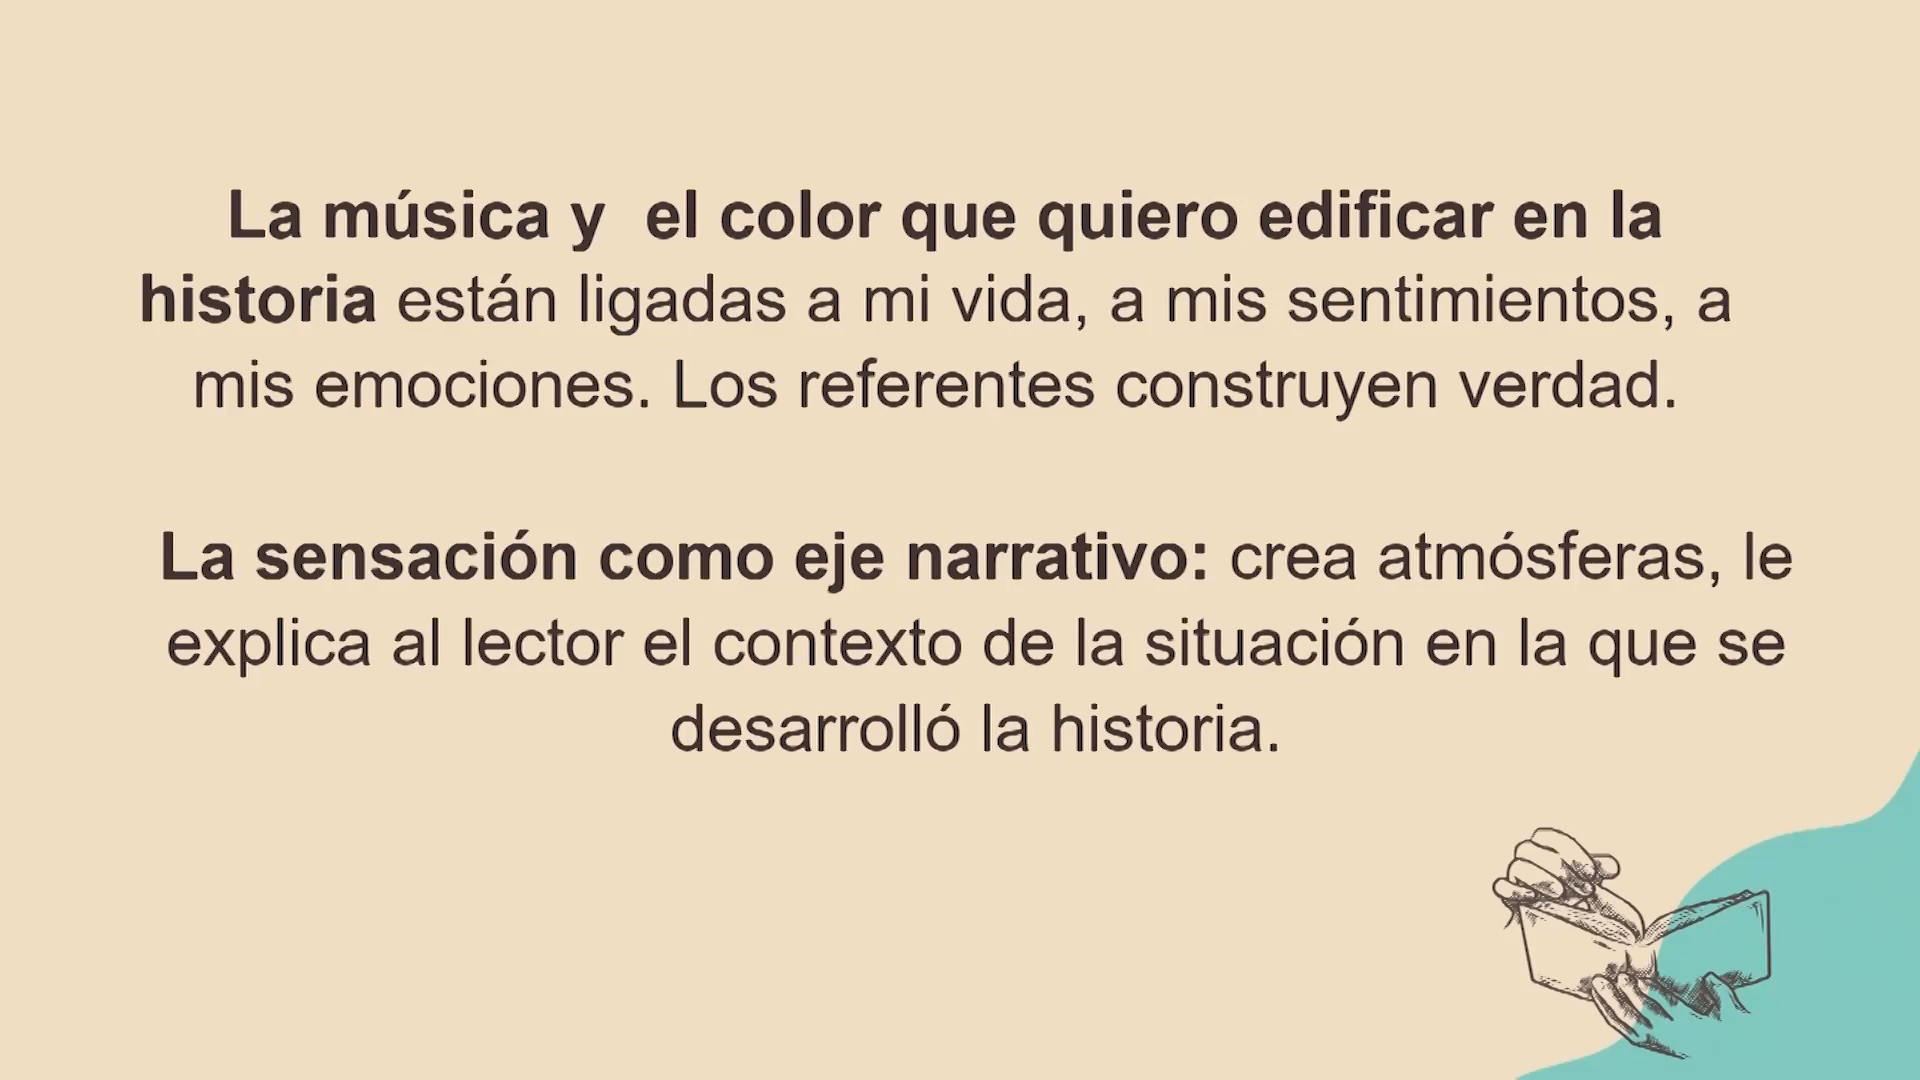 La música y  el color que quiero edificar en la
historia están ligadas a mi vida, a mis sentimientos, a
mis emociones. Los referentes construyen verdad.
La sensación como eje narrativo: crea atmósferas, le
explica al lector el contexto de la situación en la que se
desarrolló la historia.